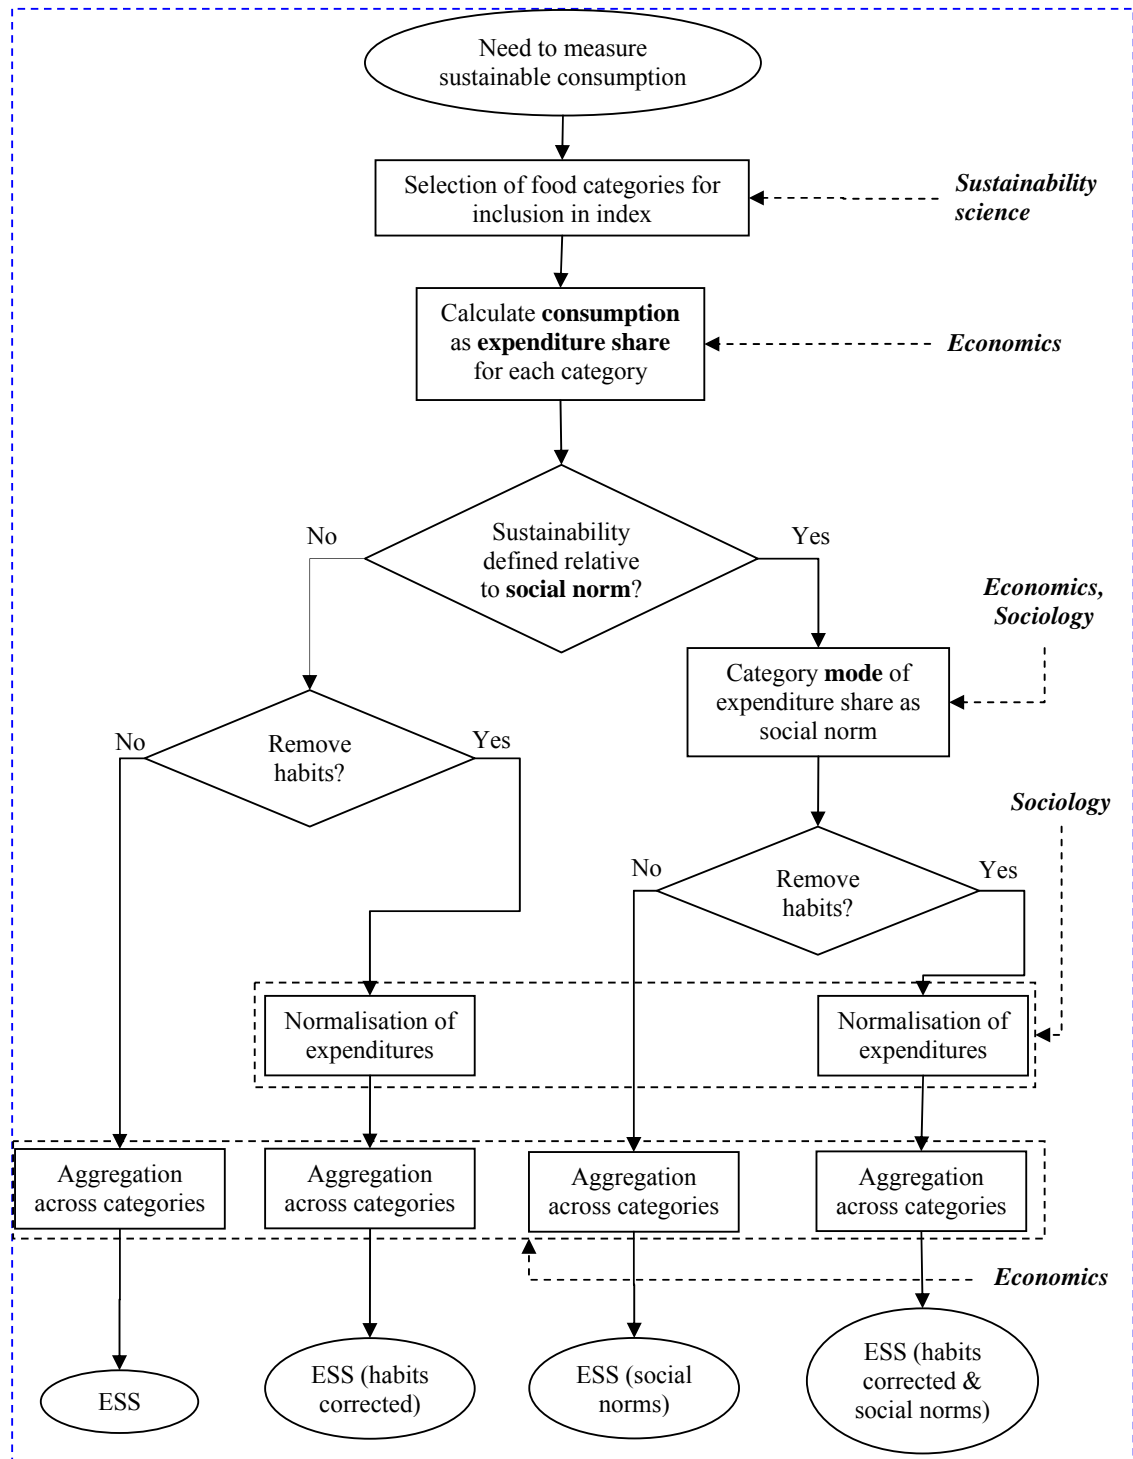 Need to measure
sustainable consumption
Selection of food categories for
inclusion in index
Sustainability
science
Calculate consumption
as expenditure share
for each category
Economics
Sustainability
defined relative
to social norm?
No
Yes
Economics,
Sociology
Category mode of
expenditure share as
social norm
Remove
habits?
No
Yes
Sociology
Remove
habits?
No
Yes
Normalisation of
expenditures
Normalisation of
expenditures
Aggregation
across categories
Aggregation
across categories
Aggregation
across categories
Aggregation
across categories
Economics
ESS
ESS (habits
corrected)
ESS (social
norms)
ESS (habits
corrected &
social norms)